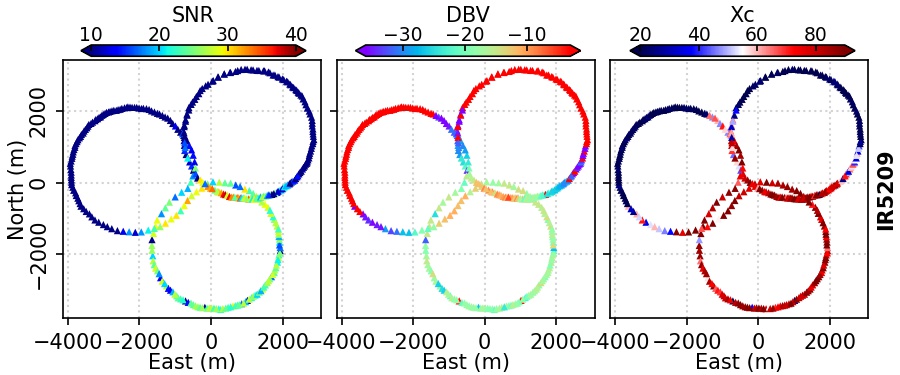 SNR DBV Xc
10 20 30 40 −30 −20 −10 20 40 60 80
2000
0
−2000
North (m)
IR5209
−4000 −2000 0 2000 −4000 −2000 0 2000 −4000 −2000 0 2000
East (m) East (m) East (m)